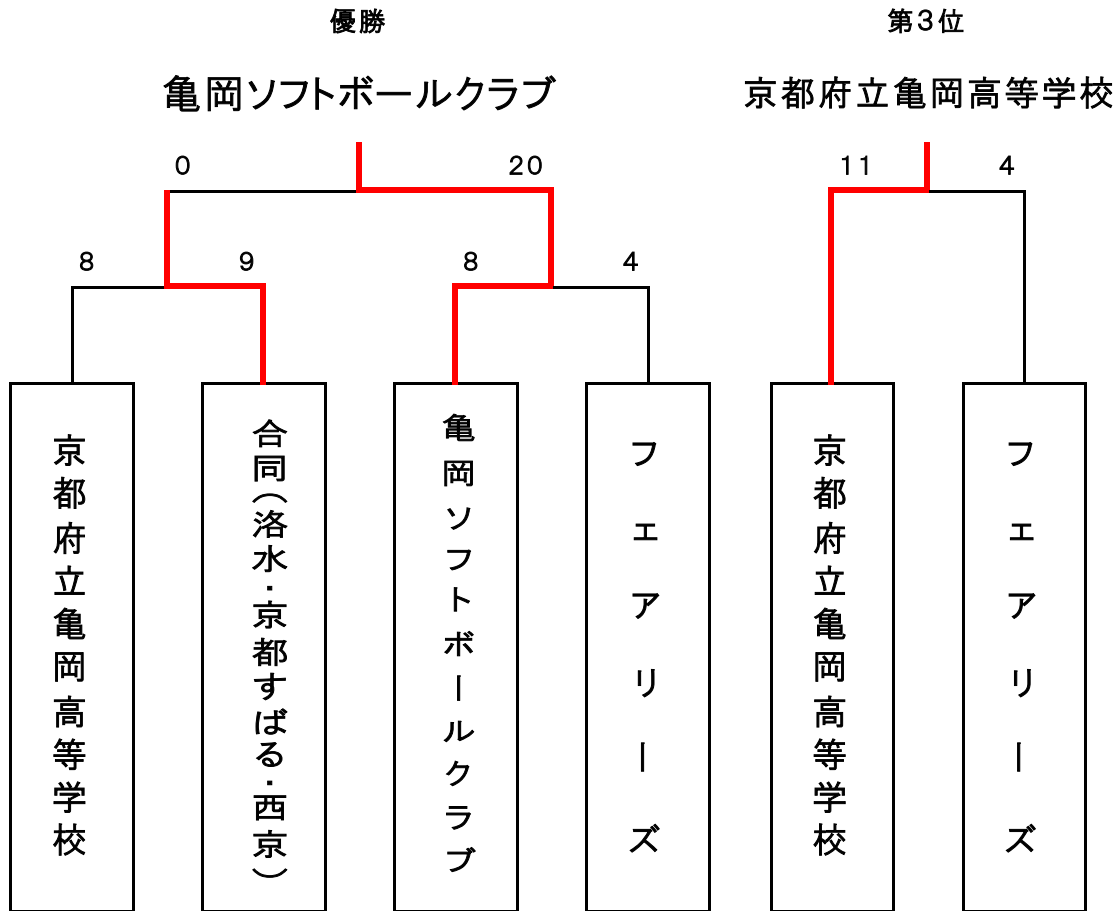 優勝
第3位
亀岡ソフトボールクラブ
京都府立亀岡高等学校
0
20
11
4
8
9
8
4
京都府立亀岡高等学校
合同(洛水・京都すばる・西京)
亀岡ソフトボールクラブ
フェアリーズ
京都府立亀岡高等学校
フェアリーズ